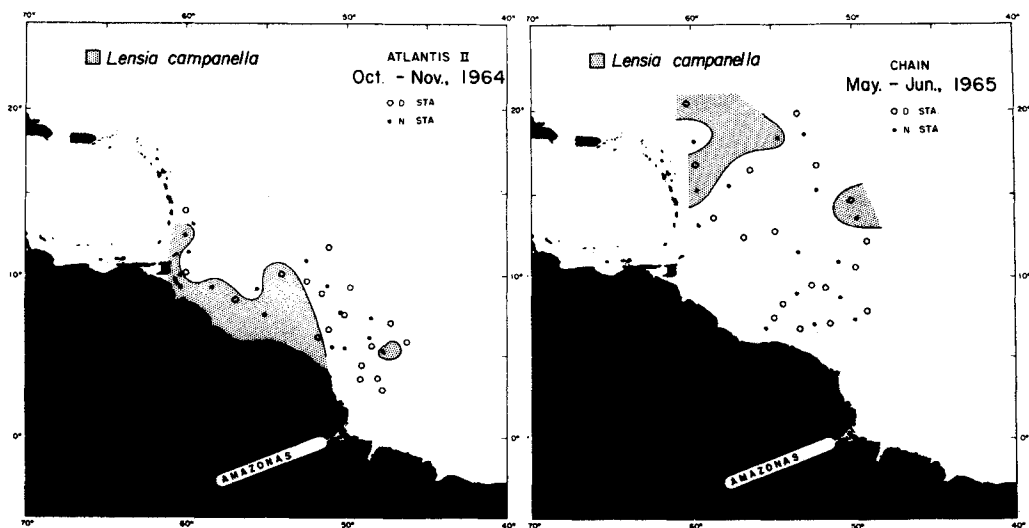 70° 60° 50° 40°
Lensia campanella
ATLANTIS II
Oct. - Nov., 1964
D STA
N STA
20°
10°
0°
AMAZONAS
70° 60° 50° 40°
60° 50° 40°
Lensia campanella
CHAIN
May. - Jun., 1965
D STA.
N STA
20°
10°
0°
AMAZONAS
70° 60° 50° 40°